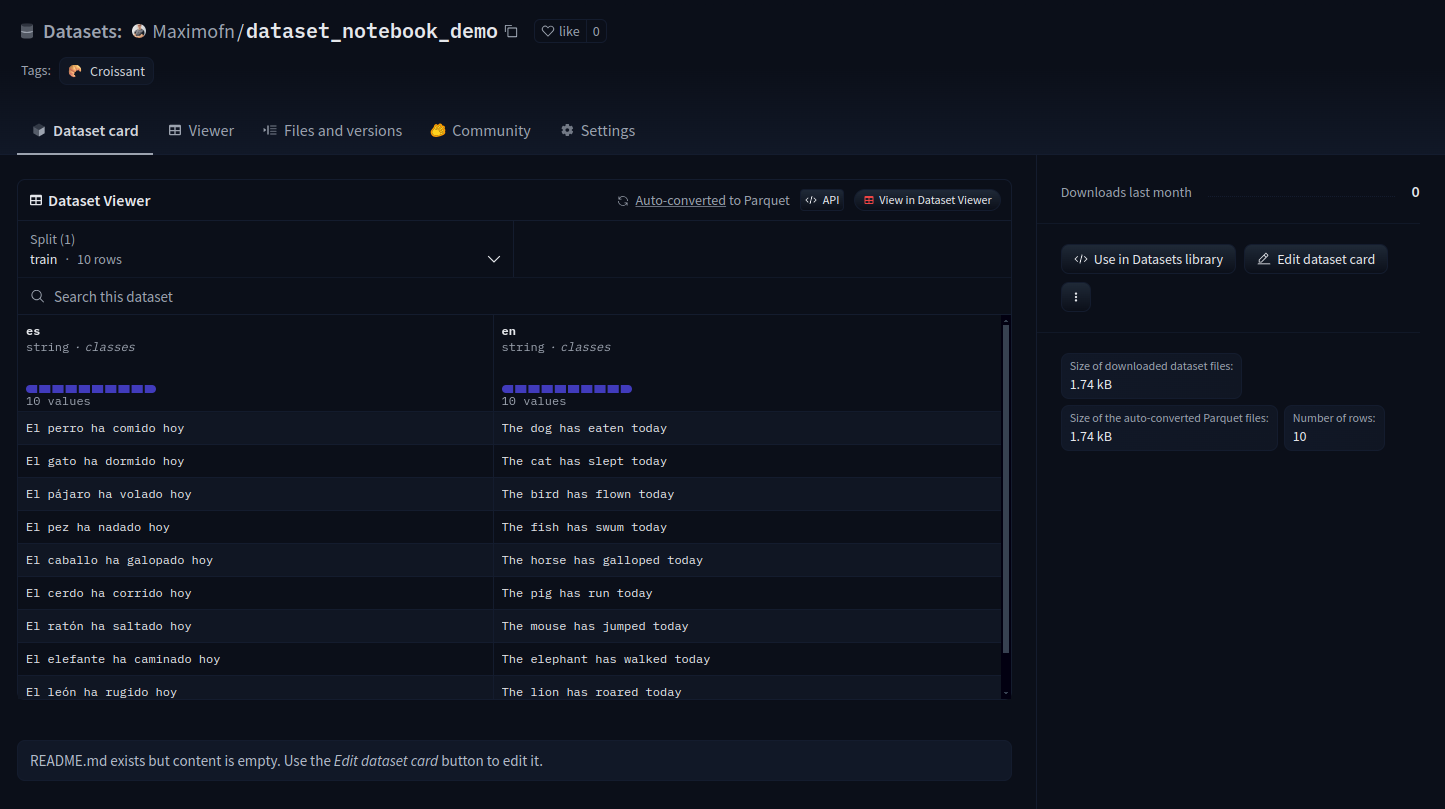 Datasets: Maximofn/dataset_notebook_demo like 0
Tags: Croissant
Dataset card Viewer Files and versions Community Settings
Dataset Viewer Auto-converted to Parquet API View in Dataset Viewer
Split (1)
train · 10 rows
Search this dataset
es en
string · classes string · classes
10 values 10 values
El perro ha comido hoy The dog has eaten today
El gato ha dormido hoy The cat has slept today
El pájaro ha volado hoy The bird has flown today
El pez ha nadado hoy The fish has swum today
El caballo ha galopado hoy The horse has galloped today
El cerdo ha corrido hoy The pig has run today
El ratón ha saltado hoy The mouse has jumped today
El elefante ha caminado hoy The elephant has walked today
El león ha rugido hoy The lion has roared today
README.md exists but content is empty. Use the Edit dataset card button to edit it.
Downloads last month 0
Use in Datasets library Edit dataset card
Size of downloaded dataset files:
1.74 kB
Size of the auto-converted Parquet files: Number of rows:
1.74 kB 10